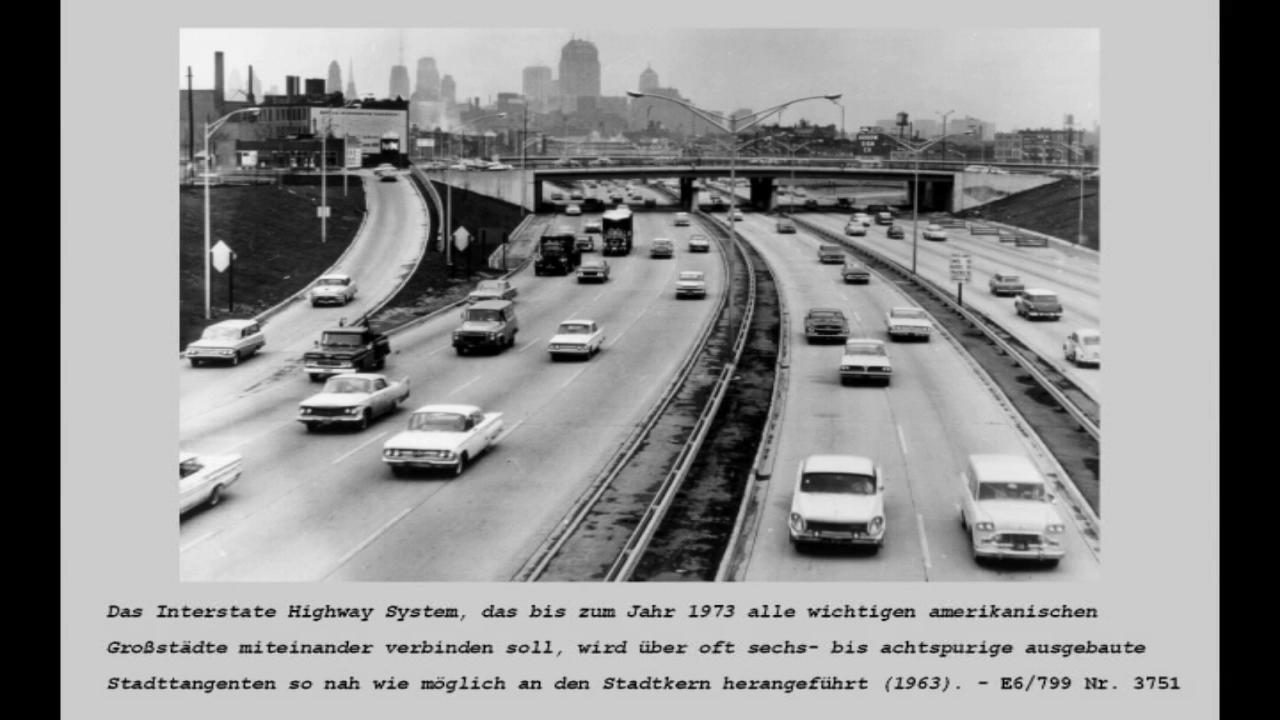 Das Interstate Highway System, das bis zum Jahr 1973 alle wichtigen amerikanischen
Großstädte miteinander verbinden soll, wird über oft sechs- bis achtspurige ausgebaute
Stadttangenten so nah wie möglich an den Stadtkern herangeführt (1963). - E6/799 Nr. 3751